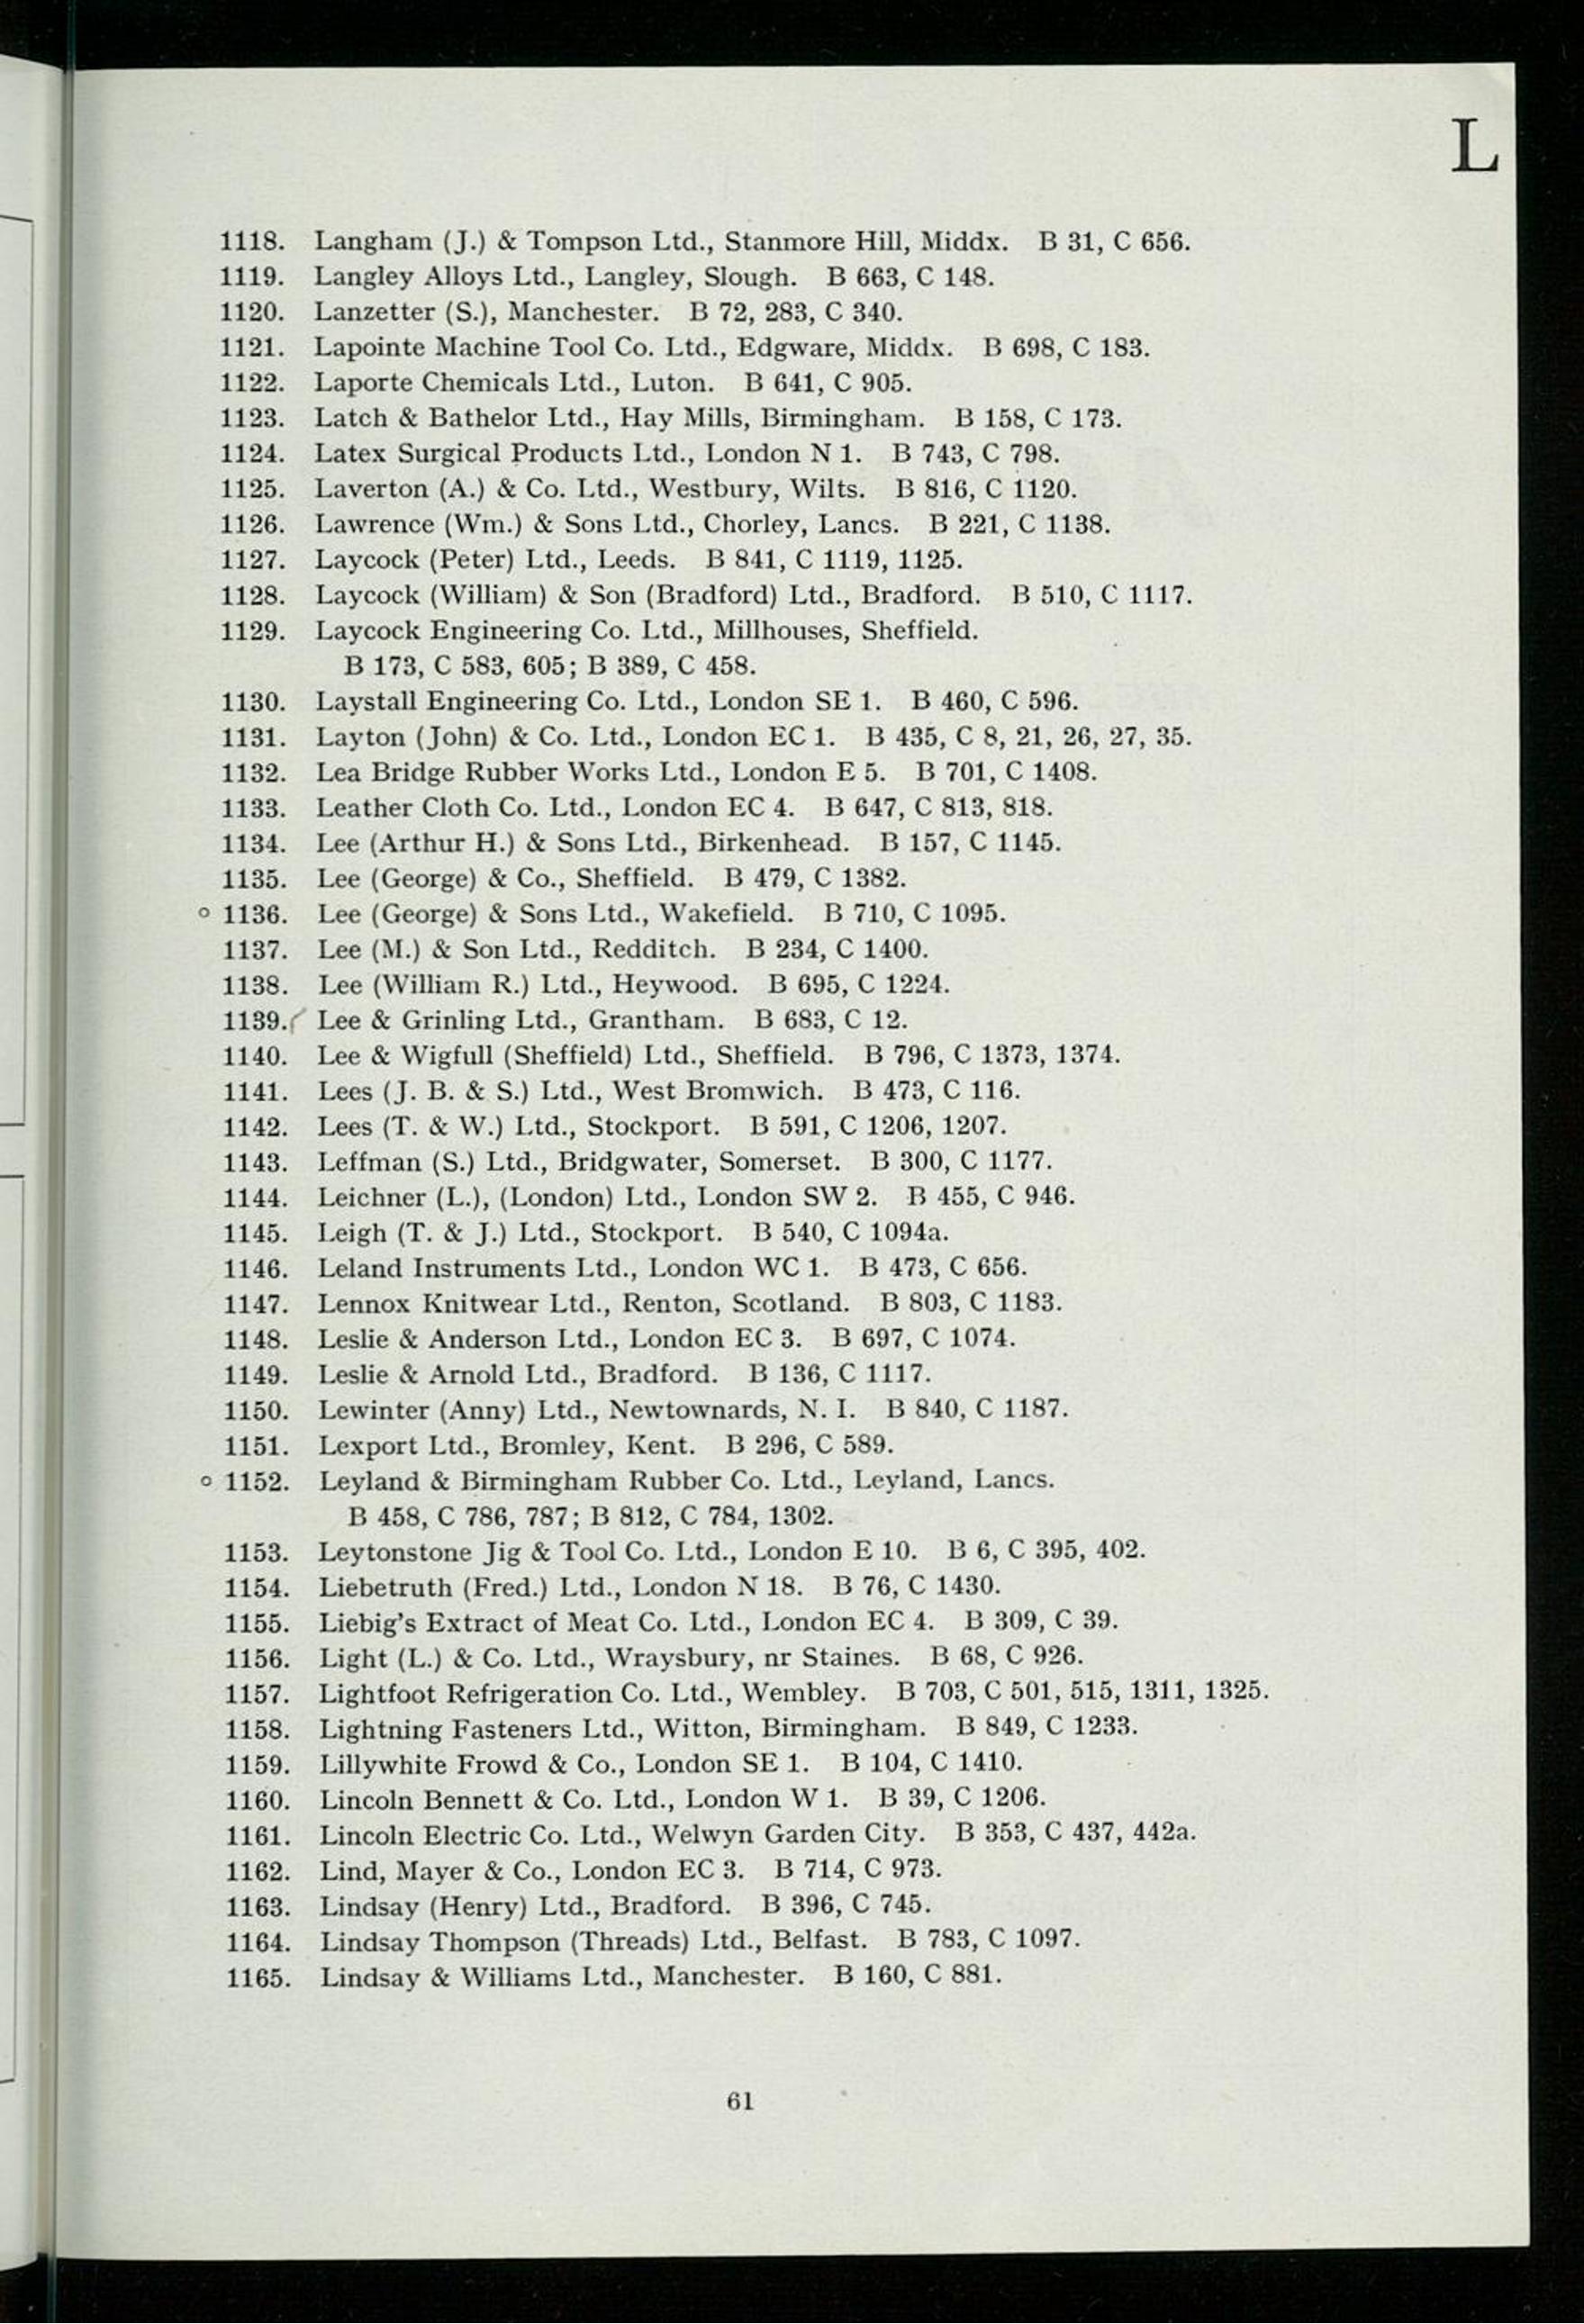 L
1118. Langham (J.) & Tompson Ltd., Stanmore Hill, Middx. B 31, C 656.
1119. Langley Alloys Ltd., Langley, Slough. B 663, C 148.
1120. Lanzetter (S.), Manchester. B 72, 283, C 340.
1121. Lapointe Machine Tool Co. Ltd., Edgware, Middx. B 698, C 183.
1122. Laporte Chemicals Ltd., Luton. B 641, C 905.
1123. Latch & Bathelor Ltd., Hay Mills, Birmingham. B 158, C 173.
1124. Latex Surgical Products Ltd., London N 1. B 743, C 798.
1125. Laverton (A.) & Co. Ltd., Westbury, Wilts. B 816, C 1120.
1126. Lawrence (Wm.) & Sons Ltd., Chorley, Lancs. B 221, C 1138.
1127. Laycock (Peter) Ltd., Leeds. B 841, C 1119, 1125.
1128. Laycock (William) & Son (Bradford) Ltd., Bradford. B 510, C 1117.
1129. Laycock Engineering Co. Ltd., Millhouses, Sheffield.
B 173, C 583, 605; B 389, C 458.
1130. Laystall Engineering Co. Ltd., London SE 1. B 460, C 596.
1131. Layton (John) & Co. Ltd., London EC 1. B 435, C 8, 21, 26, 27, 35.
1132. Lea Bridge Rubber Works Ltd., London E 5. B 701, C 1408.
1133. Leather Cloth Co. Ltd., London EC 4. B 647, C 813, 818.
1134. Lee (Arthur H.) & Sons Ltd., Birkenhead. B 157, C 1145.
1135. Lee (George) & Co., Sheffield. B 479, C 1382.
o 1136. Lee (George) & Sons Ltd., Wakefield. B 710, C 1095.
1137. Lee (M.) & Son Ltd., Redditch. B 234, C 1400.
1138. Lee (William R.) Ltd., Heywood. B 695, C 1224.
1139. Lee & Grinling Ltd., Grantham. B 683, C 12.
1140. Lee & Wigfull (Sheffield) Ltd., Sheffield. B 796, C 1373, 1374.
1141. Lees (J. B. & S.) Ltd., West Bromwich. B 473, C 116.
1142. Lees (T. & W.) Ltd., Stockport. B 591, C 1206, 1207.
1143. Leffman (S.) Ltd., Bridgwater, Somerset. B 300, C 1177.
1144. Leichner (L.), (London) Ltd., London SW 2. B 455, C 946.
1145. Leigh (T. & J.) Ltd., Stockport. B 540, C 1094a.
1146. Leland Instruments Ltd., London WC 1. B 473, C 656.
1147. Lennox Knitwear Ltd., Renton, Scotland. B 803, C 1183.
1148. Leslie & Anderson Ltd., London EC 3. B 697, C 1074.
1149. Leslie & Arnold Ltd., Bradford. B 136, C 1117.
1150. Lewinter (Anny) Ltd., Newtownards, N. I. B 840, C 1187.
1151. Lexport Ltd., Bromley, Kent. B 296, C 589.
o 1152. Leyland & Birmingham Rubber Co. Ltd., Leyland, Lancs.
B 458, C 786, 787; B 812, C 784, 1302.
1153. Leytonstone Jig & Tool Co. Ltd., London E 10. B 6, C 395, 402.
1154. Liebetruth (Fred.) Ltd., London N 18. B 76, C 1430.
1155. Liebig's Extract of Meat Co. Ltd., London EC 4. B 309, C 39.
1156. Light (L.) & Co. Ltd., Wraysbury, nr Staines. B 68, C 926.
1157. Lightfoot Refrigeration Co. Ltd., Wembley. B 703, C 501, 515, 1311, 1325.
1158. Lightning Fasteners Ltd., Witton, Birmingham. B 849, C 1233.
1159. Lillywhite Frowd & Co., London SE 1. B 104, C 1410.
1160. Lincoln Bennett & Co. Ltd., London W 1. B 39, C 1206.
1161. Lincoln Electric Co. Ltd., Welwyn Garden City. B 353, C 437, 442a.
1162. Lind, Mayer & Co., London EC 3. B 714, C 973.
1163. Lindsay (Henry) Ltd., Bradford. B 396, C 745.
1164. Lindsay Thompson (Threads) Ltd., Belfast. B 783, C 1097.
1165. Lindsay & Williams Ltd., Manchester. B 160, C 881.
61